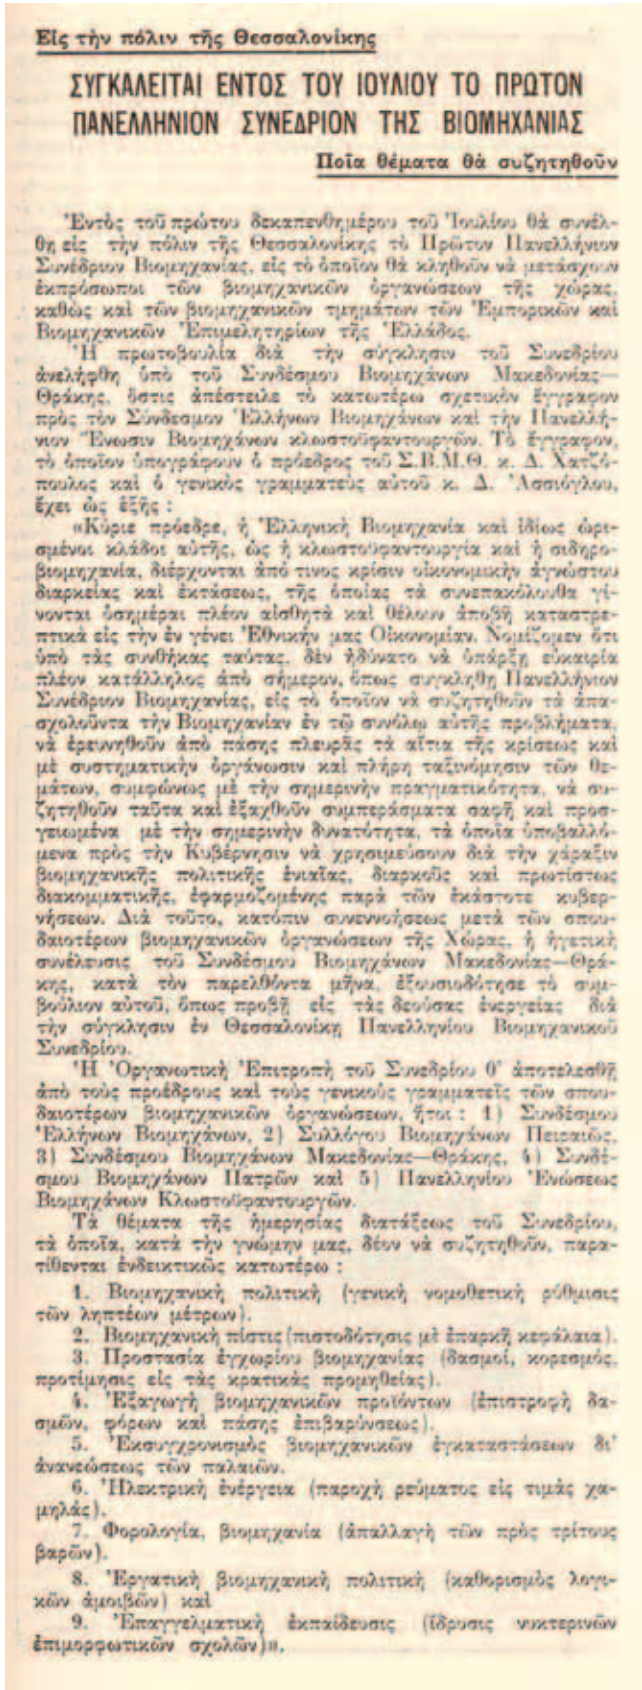 Εἰς τὴν πόλιν τῆς Θεσσαλονίκης
ΣΥΓΚΑΛΕΙΤΑΙ ΕΝΤΟΣ ΤΟΥ ΙΟΥΛΙΟΥ ΤΟ ΠΡΩΤΟΝ
ΠΑΝΕΛΛΗΝΙΟΝ ΣΥΝΕΔΡΙΟΝ ΤΗΣ ΒΙΟΜΗΧΑΝΙΑΣ
Ποῖα θέματα θὰ συζητηθοῦν
Ἐντὸς τοῦ πρώτου δεκαπενθημέρου τοῦ Ἰουλίου θὰ συνέλ-
θῃ εἰς τὴν πόλιν τῆς Θεσσαλονίκης τὸ Πρῶτον Πανελλήνιον
Συνέδριον Βιομηχανίας, εἰς τὸ ὁποῖον θὰ κληθοῦν νὰ μετάσχουν
ἐκπρόσωποι τῶν βιομηχανικῶν ὀργανώσεων τῆς χώρας,
καθὼς καὶ τῶν βιομηχανικῶν τμημάτων τῶν Ἐμπορικῶν καὶ
Βιομηχανικῶν Ἐπιμελητηρίων τῆς Ἑλλάδος.
Ἡ πρωτοβουλία διὰ τὴν σύγκλησιν τοῦ Συνεδρίου
ἀνελήφθη ὑπὸ τοῦ Συνδέσμου Βιομηχάνων Μακεδονίας—
Θράκης, ὅστις ἀπέστειλε τὸ κατωτέρω σχετικὸν ἔγγραφον
πρὸς τὸν Σύνδεσμον Ἑλλήνων Βιομηχάνων καὶ τὴν Πανελλή-
νιον Ἕνωσιν Βιομηχάνων κλωστοϋφαντουργῶν. Τὸ ἔγγραφον,
τὸ ὁποῖον ὑπογράφουν ὁ πρόεδρος τοῦ Σ.Β.Μ.Θ. κ. Δ. Χατζό-
πουλος καὶ ὁ γενικὸς γραμματεὺς αὐτοῦ κ. Δ. Ἀσσιόγλου,
ἔχει ὡς ἑξῆς :
«Κύριε πρόεδρε, ἡ Ἑλληνικὴ Βιομηχανία καὶ ἰδίως ὡρι-
σμένοι κλάδοι αὐτῆς, ὡς ἡ κλωστοϋφαντουργία καὶ ἡ σιδηρο-
βιομηχανία, διέρχονται ἀπό τινος κρίσιν οἰκονομικὴν ἀγνώστου
διαρκείας καὶ ἐκτάσεως, τῆς ὁποίας τὰ συνεπακόλουθα γί-
νονται ὁσημέραι πλέον αἰσθητὰ καὶ θέλουν ἀποβῆ καταστρε-
πτικὰ εἰς τὴν ἐν γένει Ἐθνικήν μας Οἰκονομίαν. Νομίζομεν ὅτι
ὑπὸ τὰς συνθήκας ταύτας, δὲν ἠδύνατο νὰ ὑπάρξῃ εὐκαιρία
πλέον κατάλληλος ἀπὸ σήμερον, ὅπως συγκληθῇ Πανελλήνιον
Συνέδριον Βιομηχανίας, εἰς τὸ ὁποῖον νὰ συζητηθοῦν τὰ ἀπα-
σχολοῦντα τὴν Βιομηχανίαν ἐν τῷ συνόλῳ αὐτῆς προβλήματα,
νὰ ἐρευνηθοῦν ἀπὸ πάσης πλευρᾶς τὰ αἴτια τῆς κρίσεως καὶ
μὲ συστηματικὴν ὀργάνωσιν καὶ πλήρη ταξινόμησιν τῶν θε-
μάτων, συμφώνως μὲ τὴν σημερινὴν πραγματικότητα, νὰ συ-
ζητηθοῦν ταῦτα καὶ ἐξαχθοῦν συμπεράσματα σαφῆ καὶ προσ-
γειωμένα μὲ τὴν σημερινὴν δυνατότητα, τὰ ὁποῖα ὑποβαλλό-
μενα πρὸς τὴν Κυβέρνησιν νὰ χρησιμεύσουν διὰ τὴν χάραξιν
βιομηχανικῆς πολιτικῆς ἑνιαίας, διαρκοῦς καὶ πρωτίστως
διακομματικῆς, ἐφαρμοζομένης παρὰ τῶν ἑκάστοτε κυβερ-
νήσεων. Διὰ τοῦτο, κατόπιν συνεννοήσεως μετὰ τῶν σπου-
δαιοτέρων βιομηχανικῶν ὀργανώσεων τῆς Χώρας, ἡ ἡγετικὴ
συνέλευσις τοῦ Συνδέσμου Βιομηχάνων Μακεδονίας—Θρά-
κης, κατὰ τὸν παρελθόντα μῆνα, ἐξουσιοδότησε τὸ συμ-
βούλιον αὐτοῦ, ὅπως προβῇ εἰς τὰς δεούσας ἐνεργείας διὰ
τὴν σύγκλησιν ἐν Θεσσαλονίκῃ Πανελληνίου Βιομηχανικοῦ
Συνεδρίου.
Ἡ Ὀργανωτικὴ Ἐπιτροπὴ τοῦ Συνεδρίου θ' ἀποτελεσθῇ
ἀπὸ τοὺς προέδρους καὶ τοὺς γενικοὺς γραμματεῖς τῶν σπου-
δαιοτέρων βιομηχανικῶν ὀργανώσεων, ἤτοι : 1) Συνδέσμου
Ἑλλήνων Βιομηχάνων, 2) Συλλόγου Βιομηχάνων Πειραιῶς,
3) Συνδέσμου Βιομηχάνων Μακεδονίας—Θράκης, 4) Συνδέ-
σμου Βιομηχάνων Πατρῶν καὶ 5) Πανελληνίου Ἑνώσεως
Βιομηχάνων Κλωστοϋφαντουργῶν.
Τὰ θέματα τῆς ἡμερησίας διατάξεως τοῦ Συνεδρίου,
τὰ ὁποῖα, κατὰ τὴν γνώμην μας, δέον νὰ συζητηθοῦν, παρα-
τίθενται ἐνδεικτικῶς κατωτέρω :
1. Βιομηχανικὴ πολιτικὴ (γενικὴ νομοθετικὴ ρύθμισις
τῶν ληπτέων μέτρων).
2. Βιομηχανικὴ πίστις (πιστοδότησις μὲ ἐπαρκῆ κεφάλαια).
3. Προστασία ἐγχωρίου βιομηχανίας (δασμοί, κορεσμός,
προτίμησις εἰς τὰς κρατικὰς προμηθείας).
4. Ἐξαγωγὴ βιομηχανικῶν προϊόντων (ἐπιστροφὴ δα-
σμῶν, φόρων καὶ πάσης ἐπιβαρύνσεως).
5. Ἐκσυγχρονισμὸς βιομηχανικῶν ἐγκαταστάσεων δι'
ἀνανεώσεως τῶν παλαιῶν.
6. Ἠλεκτρικὴ ἐνέργεια (παροχὴ ρεύματος εἰς τιμὰς χα-
μηλάς).
7. Φορολογία, βιομηχανία (ἀπαλλαγὴ τῶν πρὸς τρίτους
βαρῶν).
8. Ἐργατικὴ βιομηχανικὴ πολιτικὴ (καθορισμὸς λογι-
κῶν ἀμοιβῶν) καὶ
9. Ἐπαγγελματικὴ ἐκπαίδευσις (ἵδρυσις νυκτερινῶν
ἐπιμορφωτικῶν σχολῶν)».